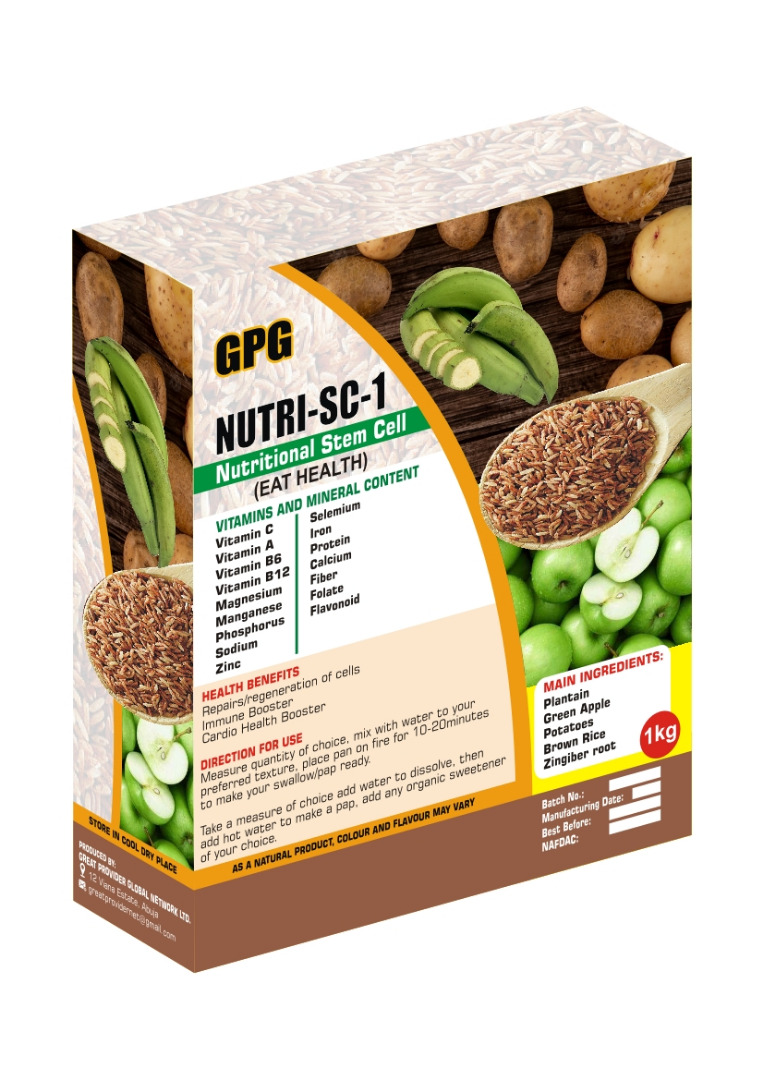 GPG
NUTRI-SC-1
Nutritional Stem Cell
(EAT HEALTH)
VITAMINS AND MINERAL CONTENT
Vitamin C
Vitamin A
Vitamin B6
Vitamin B12
Magnesium
Manganese
Phosphorus
Sodium
Zinc
Selemium
Iron
Protein
Calcium
Fiber
Folate
Flavonoid
HEALTH BENEFITS
Repairs/regeneration of cells
Immune Booster
Cardio Health Booster
DIRECTION FOR USE
Measure quantity of choice, mix with water to your
preferred texture, place pan on fire for 10-20minutes
to make your swallow/pap ready.
Take a measure of choice add water to dissolve, then
add hot water to make a pap, add any organic sweetener
of your choice.
AS A NATURAL PRODUCT, COLOUR AND FLAVOUR MAY VARY
MAIN INGREDIENTS:
Plantain
Green Apple
Potatoes
Brown Rice
Zingiber root
1kg
Batch No.:
Manufacturing Date:
Best Before:
NAFDAC:
STORE IN COOL DRY PLACE
PRODUCED BY:
GREAT PROVIDER GLOBAL NETWORK LTD.
12 Viana Estate, Abuja
greatprovidernet@gmail.com